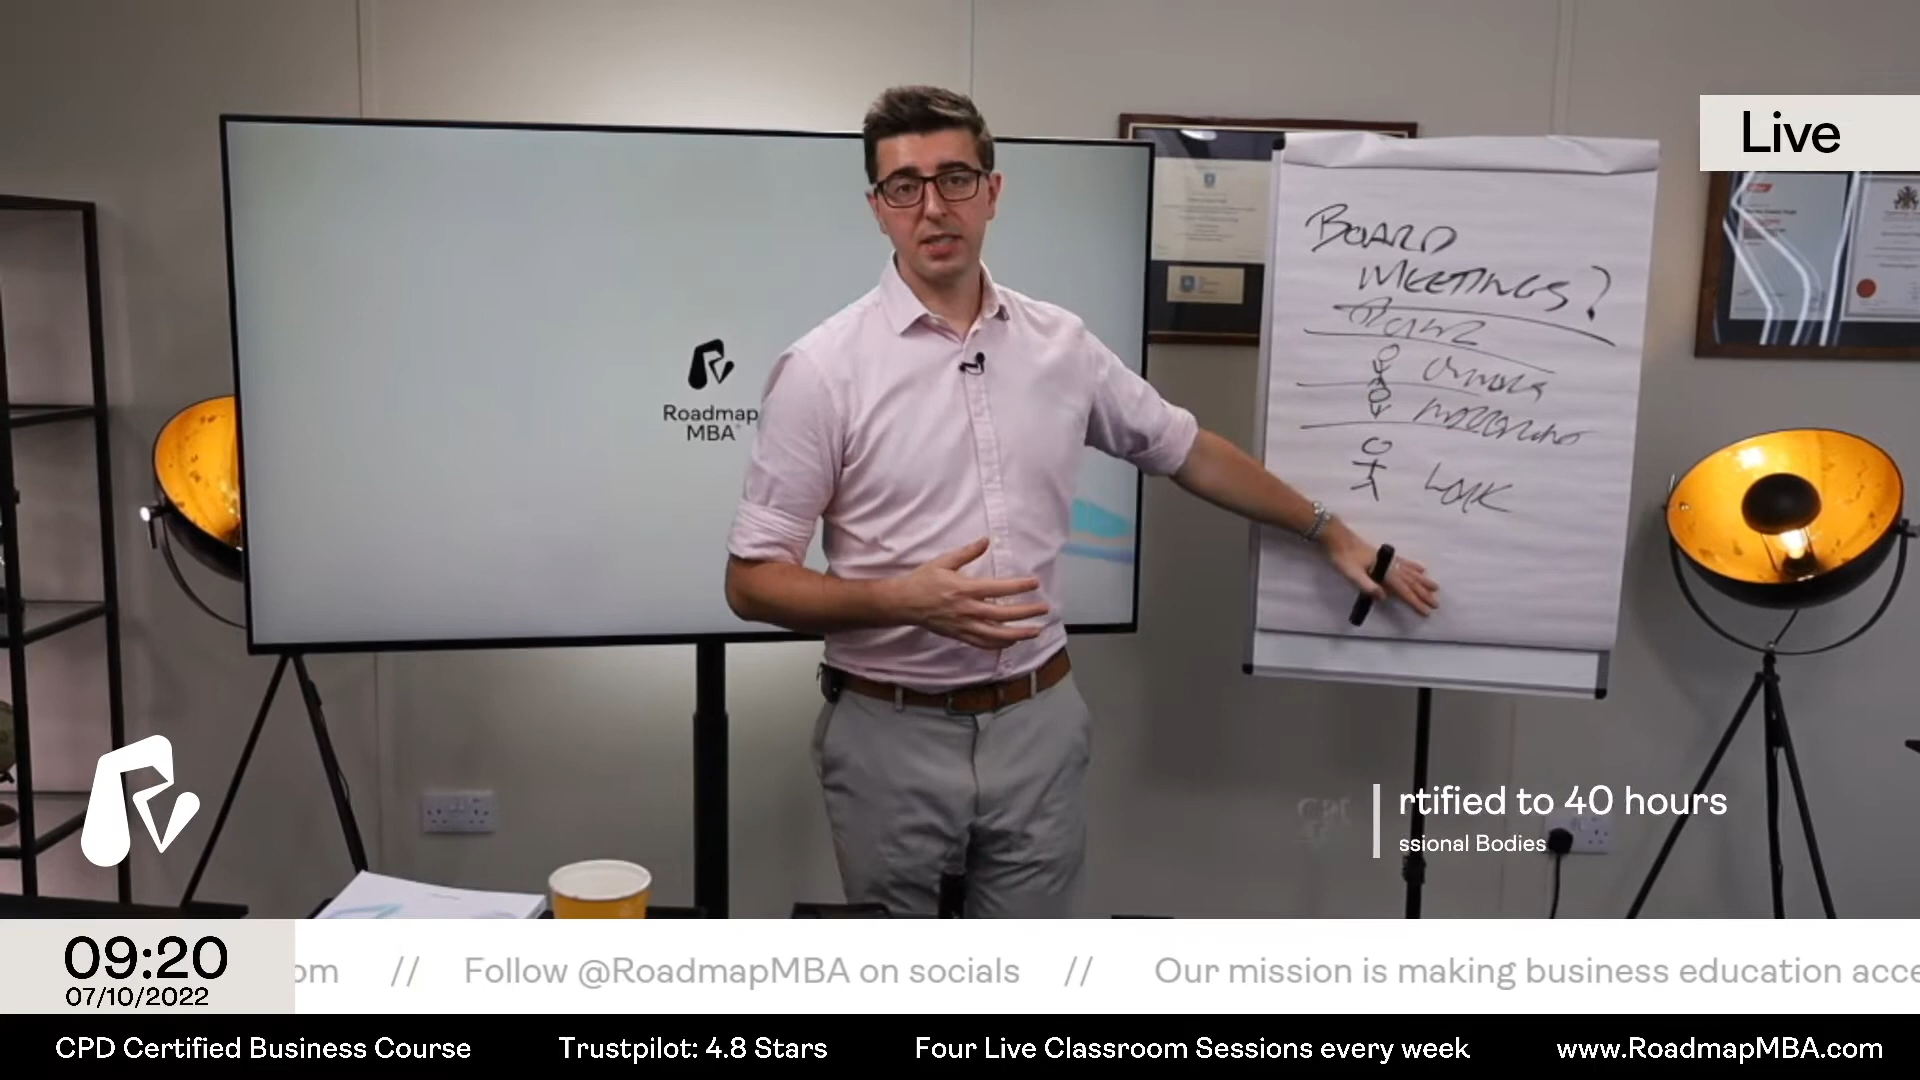 Live
BOARD
MEETINGS?
WORK
Roadmap
MBA
rtified to 40 hours
ssional Bodies
09:20
07/10/2022
om // Follow @RoadmapMBA on socials // Our mission is making business education acce
CPD Certified Business Course Trustpilot: 4.8 Stars Four Live Classroom Sessions every week www.RoadmapMBA.com